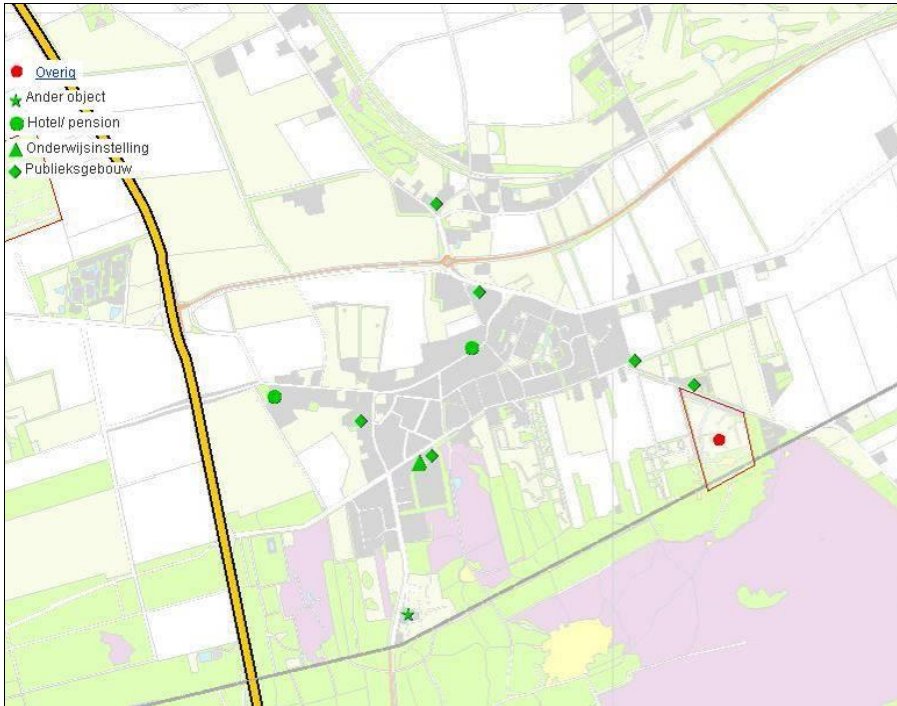 Overig
Ander object
Hotel/ pension
Onderwijsinstelling
Publieksgebouw